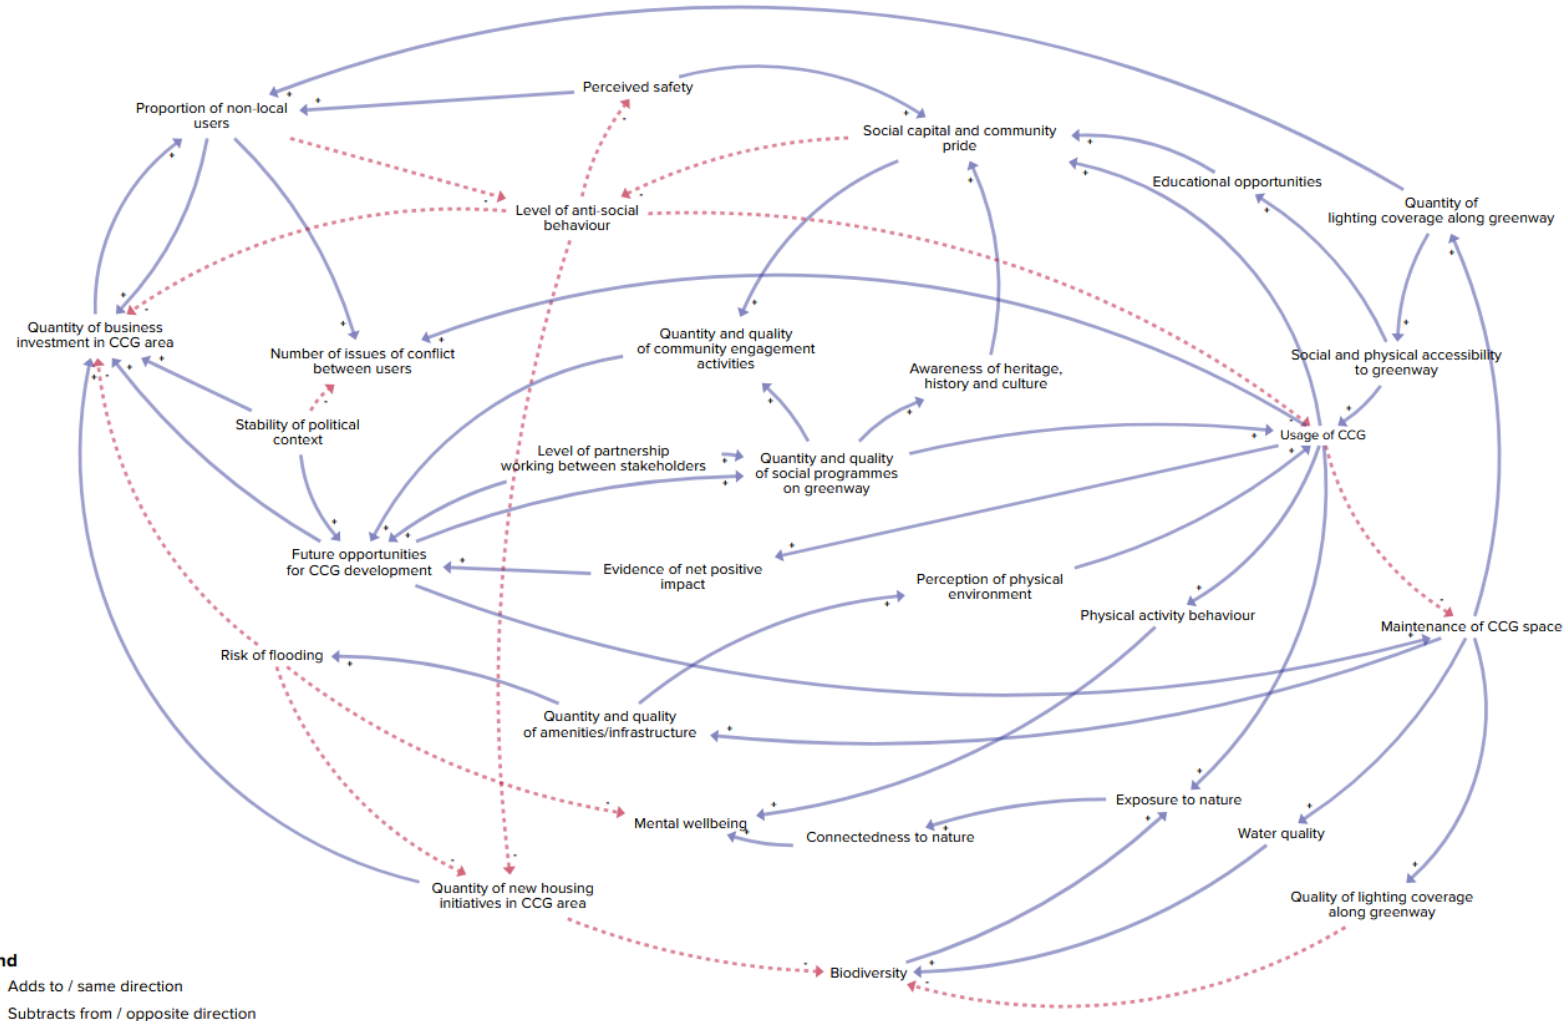 Perceived safety
Proportion of non-local
users
Social capital and community
pride
Educational opportunities
Quantity of
lighting coverage along greenway
Level of anti-social
behaviour
Quantity of business
investment in CCG area
Number of issues of conflict
between users
Quantity and quality
of community engagement
activities
Awareness of heritage,
history and culture
Social and physical accessibility
to greenway
Stability of political
context
Usage of CCG
Level of partnership
working between stakeholders
Quantity and quality
of social programmes
on greenway
Future opportunities
for CCG development
Evidence of net positive
impact
Perception of physical
environment
Physical activity behaviour
Maintenance of CCG space
Risk of flooding
Quantity and quality
of amenities/infrastructure
Exposure to nature
Mental wellbeing
Connectedness to nature
Water quality
Quantity of new housing
initiatives in CCG area
Quality of lighting coverage
along greenway
Biodiversity
nd
Adds to / same direction
Subtracts from / opposite direction